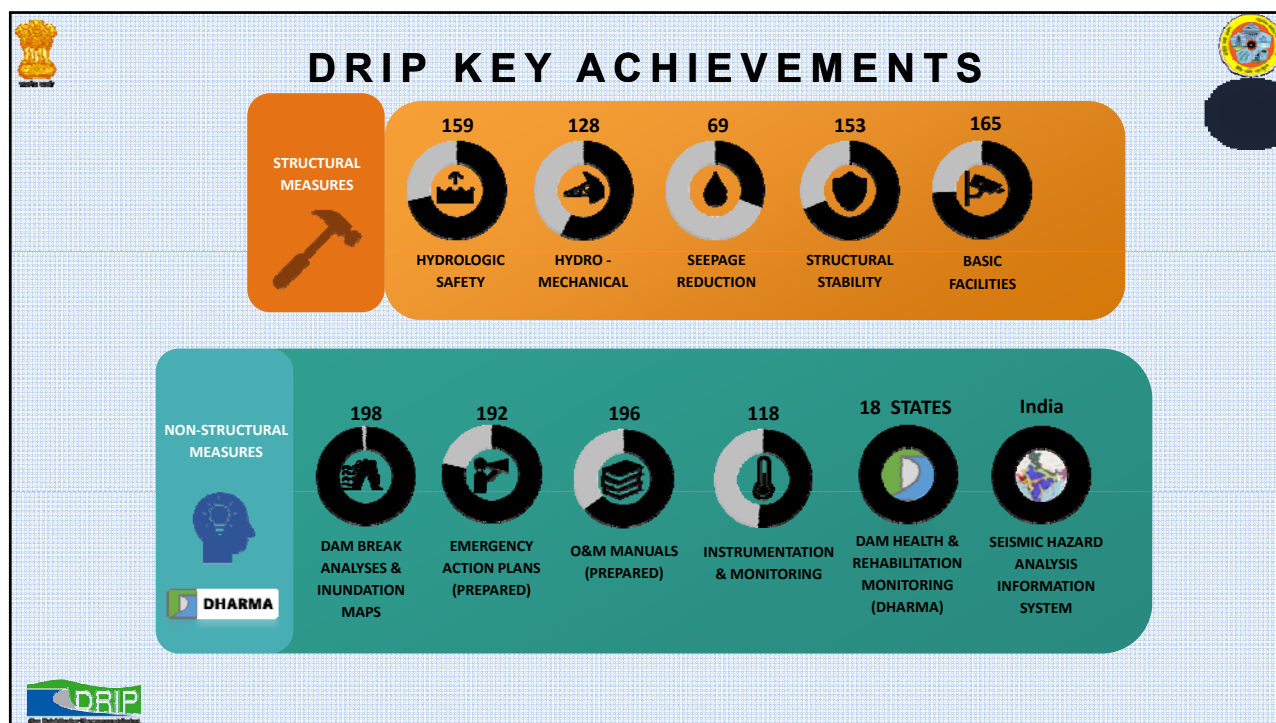 DRIP KEY ACHIEVEMENTS
STRUCTURAL
MEASURES
159
128
69
153
165
HYDROLOGIC
SAFETY
HYDRO -
MECHANICAL
SEEPAGE
REDUCTION
STRUCTURAL
STABILITY
BASIC
FACILITIES
NON-STRUCTURAL
MEASURES
DHARMA
198
192
196
118
18 STATES
India
DAM BREAK
ANALYSES &
INUNDATION
MAPS
EMERGENCY
ACTION PLANS
(PREPARED)
O&M MANUALS
(PREPARED)
INSTRUMENTATION
& MONITORING
DAM HEALTH &
REHABILITATION
MONITORING
(DHARMA)
SEISMIC HAZARD
ANALYSIS
INFORMATION
SYSTEM
DRIP